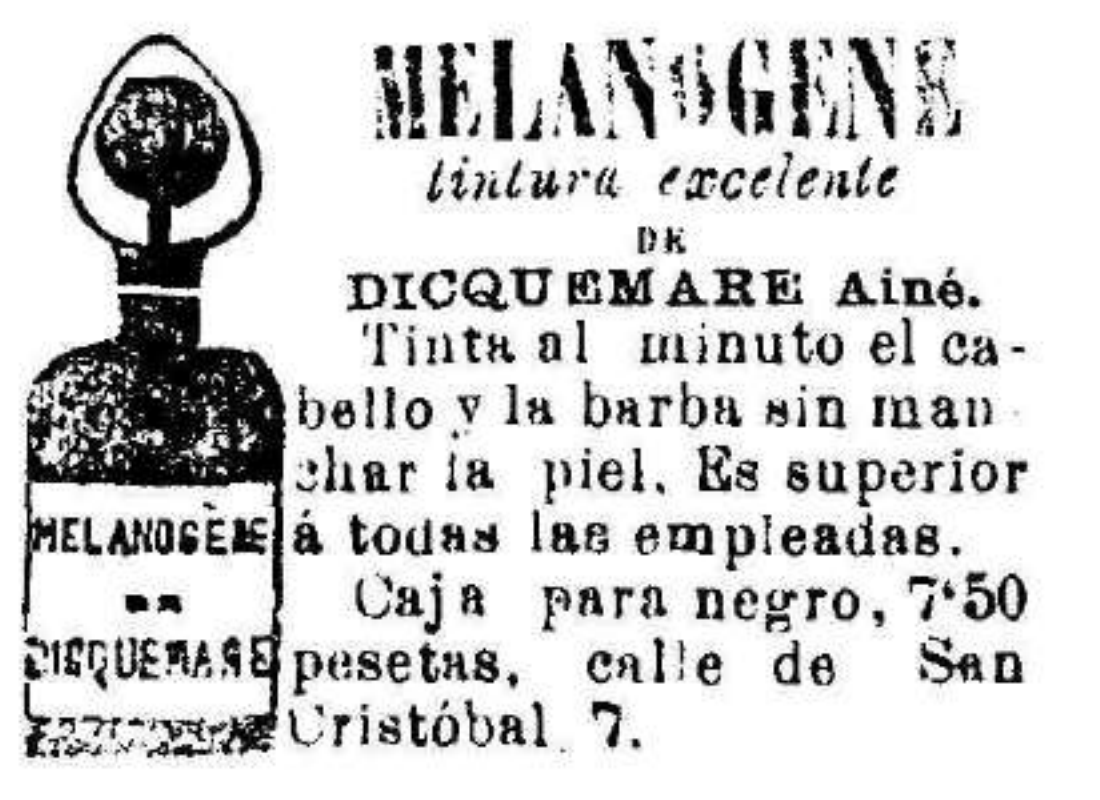 MELANOGENE
tintura excelente
DE
DICQUEMARE Ainé.
Tinta al minuto el ca-
bello y la barba sin man-
char la piel. Es superior
á todas las empleadas.
Caja para negro, 7'50
pesetas, calle de San
Cristóbal 7.
MELANOGÈNE
DICQUEMARE